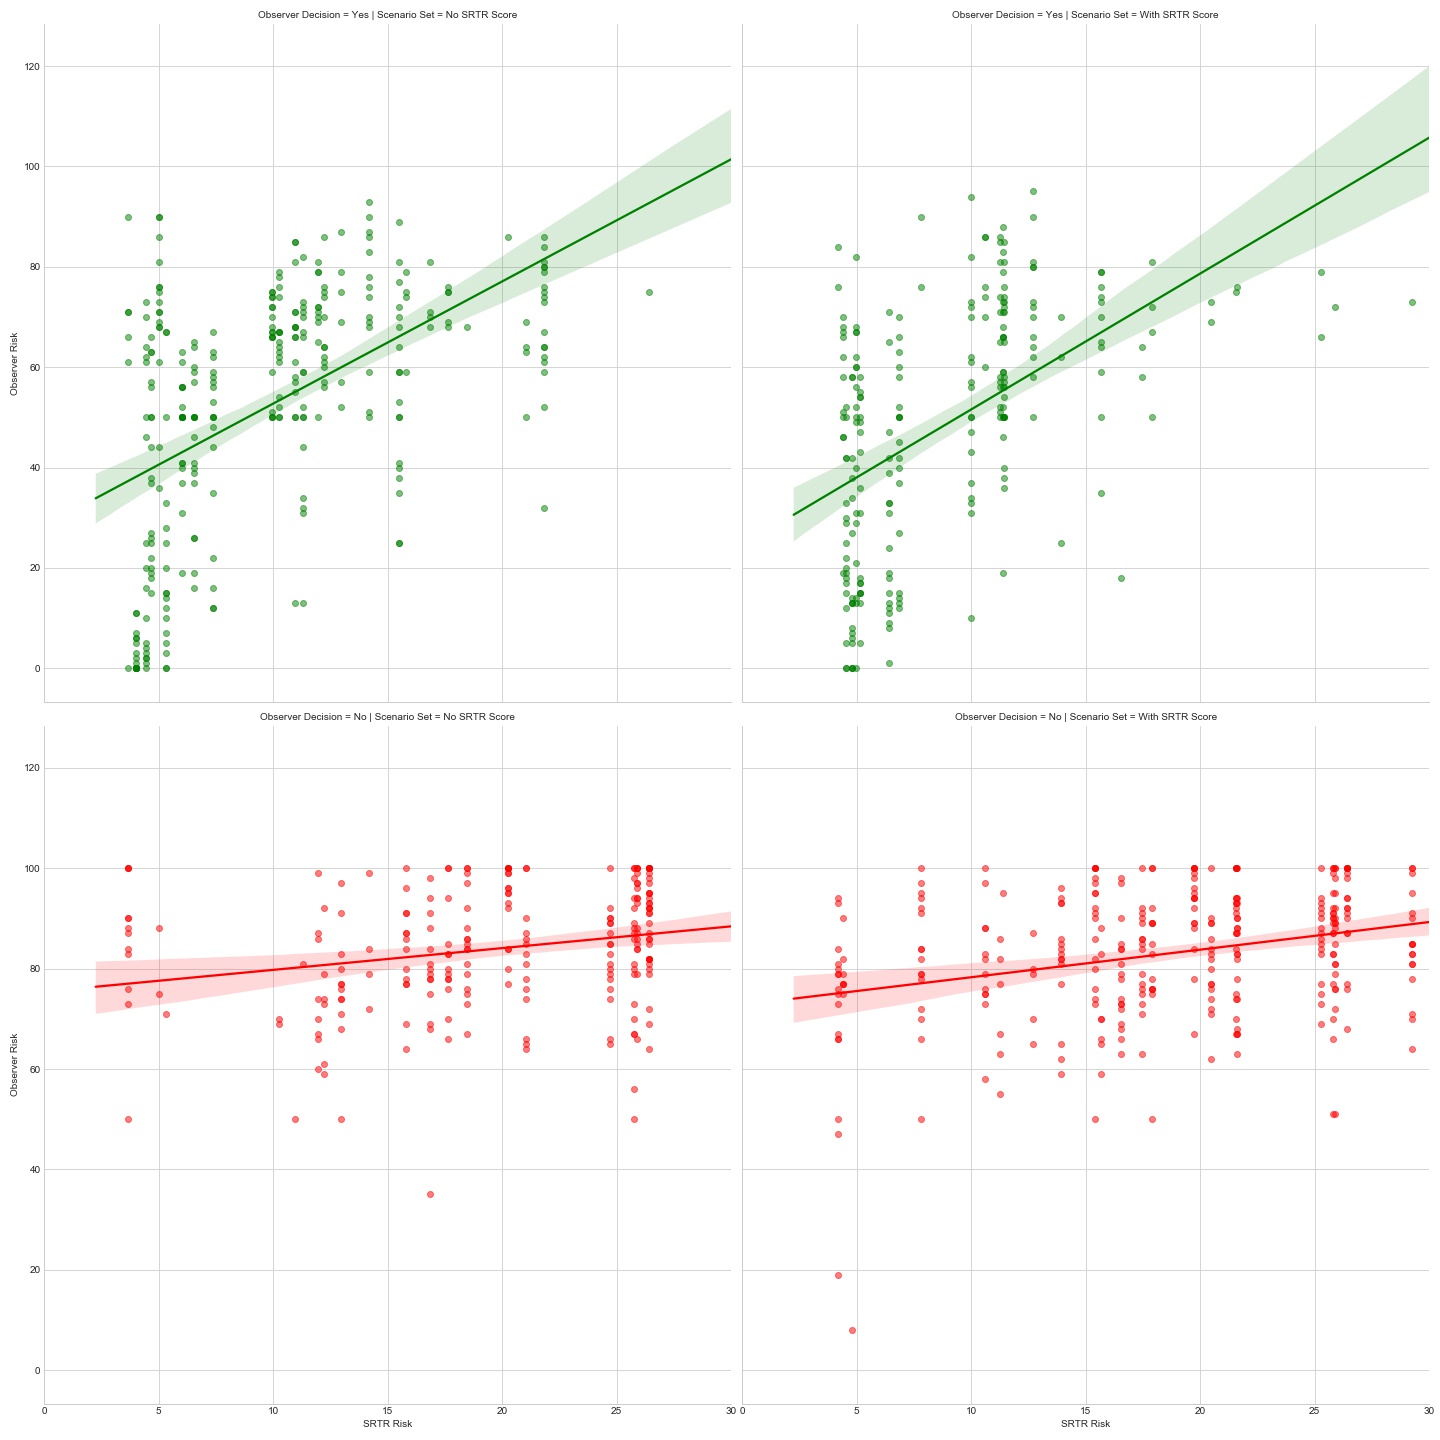 Observer Decision = Yes | Scenario Set = No SRTR Score
Observer Decision = Yes | Scenario Set = With SRTR Score
120
100
80
60
40
20
0
Observer Risk
Observer Decision = No | Scenario Set = No SRTR Score
Observer Decision = No | Scenario Set = With SRTR Score
120
100
80
60
40
20
0
Observer Risk
0 5 10 15 20 25 30
0 5 10 15 20 25 30
SRTR Risk
SRTR Risk